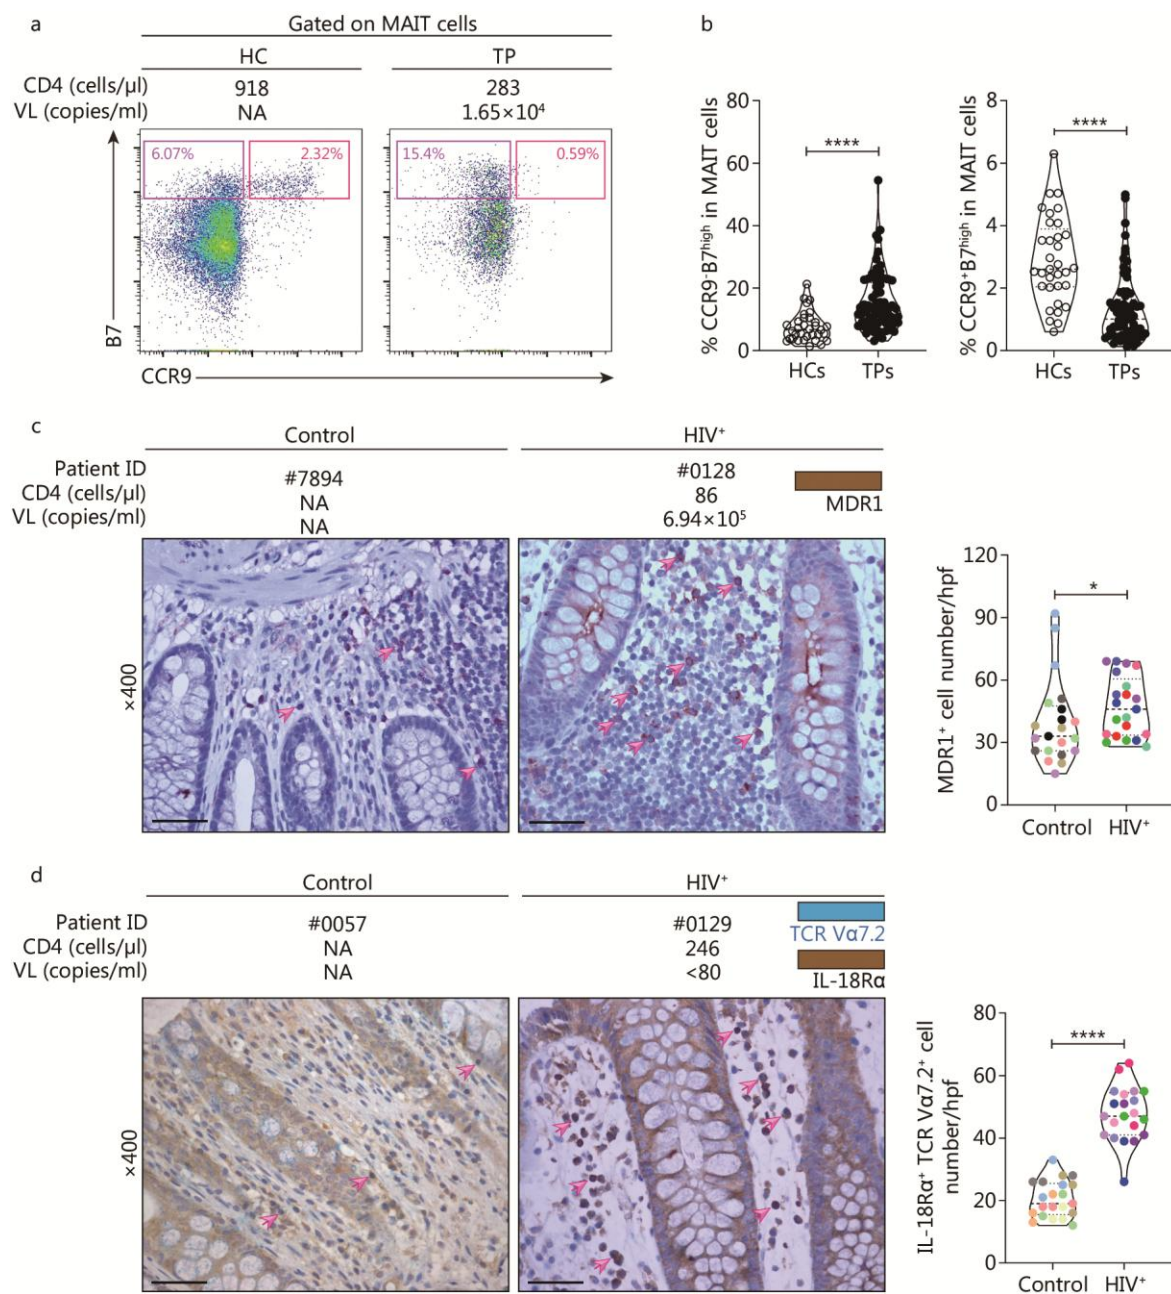 a
Gated on MAIT cells
HC TP
CD4 (cells/μl) 918 283
VL (copies/ml) NA 1.65×10⁴
6.07% 2.32% 15.4% 0.59%
B7
CCR9
b
% CCR9⁻B7ʰⁱᵍʰ in MAIT cells
80
60
40
20
0
****
HCs TPs
% CCR9⁺B7ʰⁱᵍʰ in MAIT cells
8
6
4
2
0
****
HCs TPs
c
Control HIV⁺
Patient ID #7894 #0128
CD4 (cells/μl) NA 86
VL (copies/ml) NA 6.94×10⁵
MDR1
×400
MDR1⁺ cell number/hpf
120
90
60
30
0
*
Control HIV⁺
d
Control HIV⁺
Patient ID #0057 #0129
CD4 (cells/μl) NA 246
VL (copies/ml) NA <80
TCR Vα7.2
IL-18Rα
×400
IL-18Rα⁺ TCR Vα7.2⁺ cell
number/hpf
80
60
40
20
0
****
Control HIV⁺